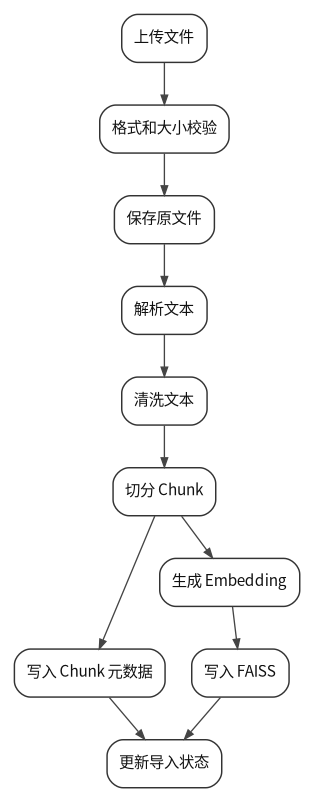 上传文件
格式和大小校验
保存原文件
解析文本
清洗文本
切分 Chunk
生成 Embedding
写入 Chunk 元数据
写入 FAISS
更新导入状态